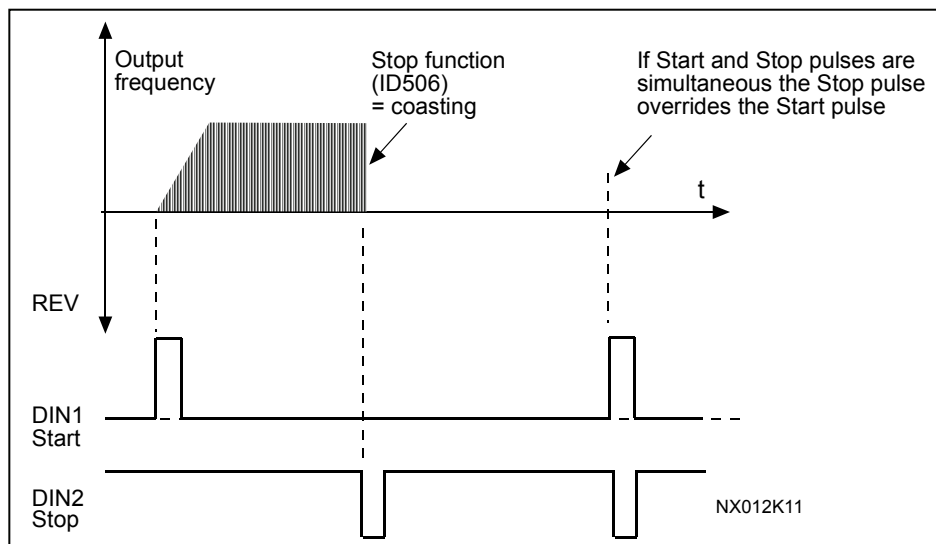 Output
frequency
Stop function
(ID506)
= coasting
If Start and Stop pulses are
simultaneous the Stop pulse
overrides the Start pulse
t
REV
DIN1
Start
DIN2
Stop
NX012K11